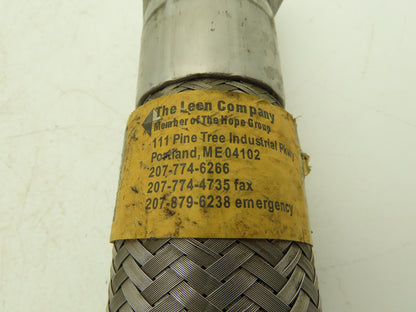 The Leen Company
Member of The Hope Group
111 Pine Tree Industrial Pkwy
Portland, ME 04102
207-774-6266
207-774-4735 fax
207-879-6238 emergency